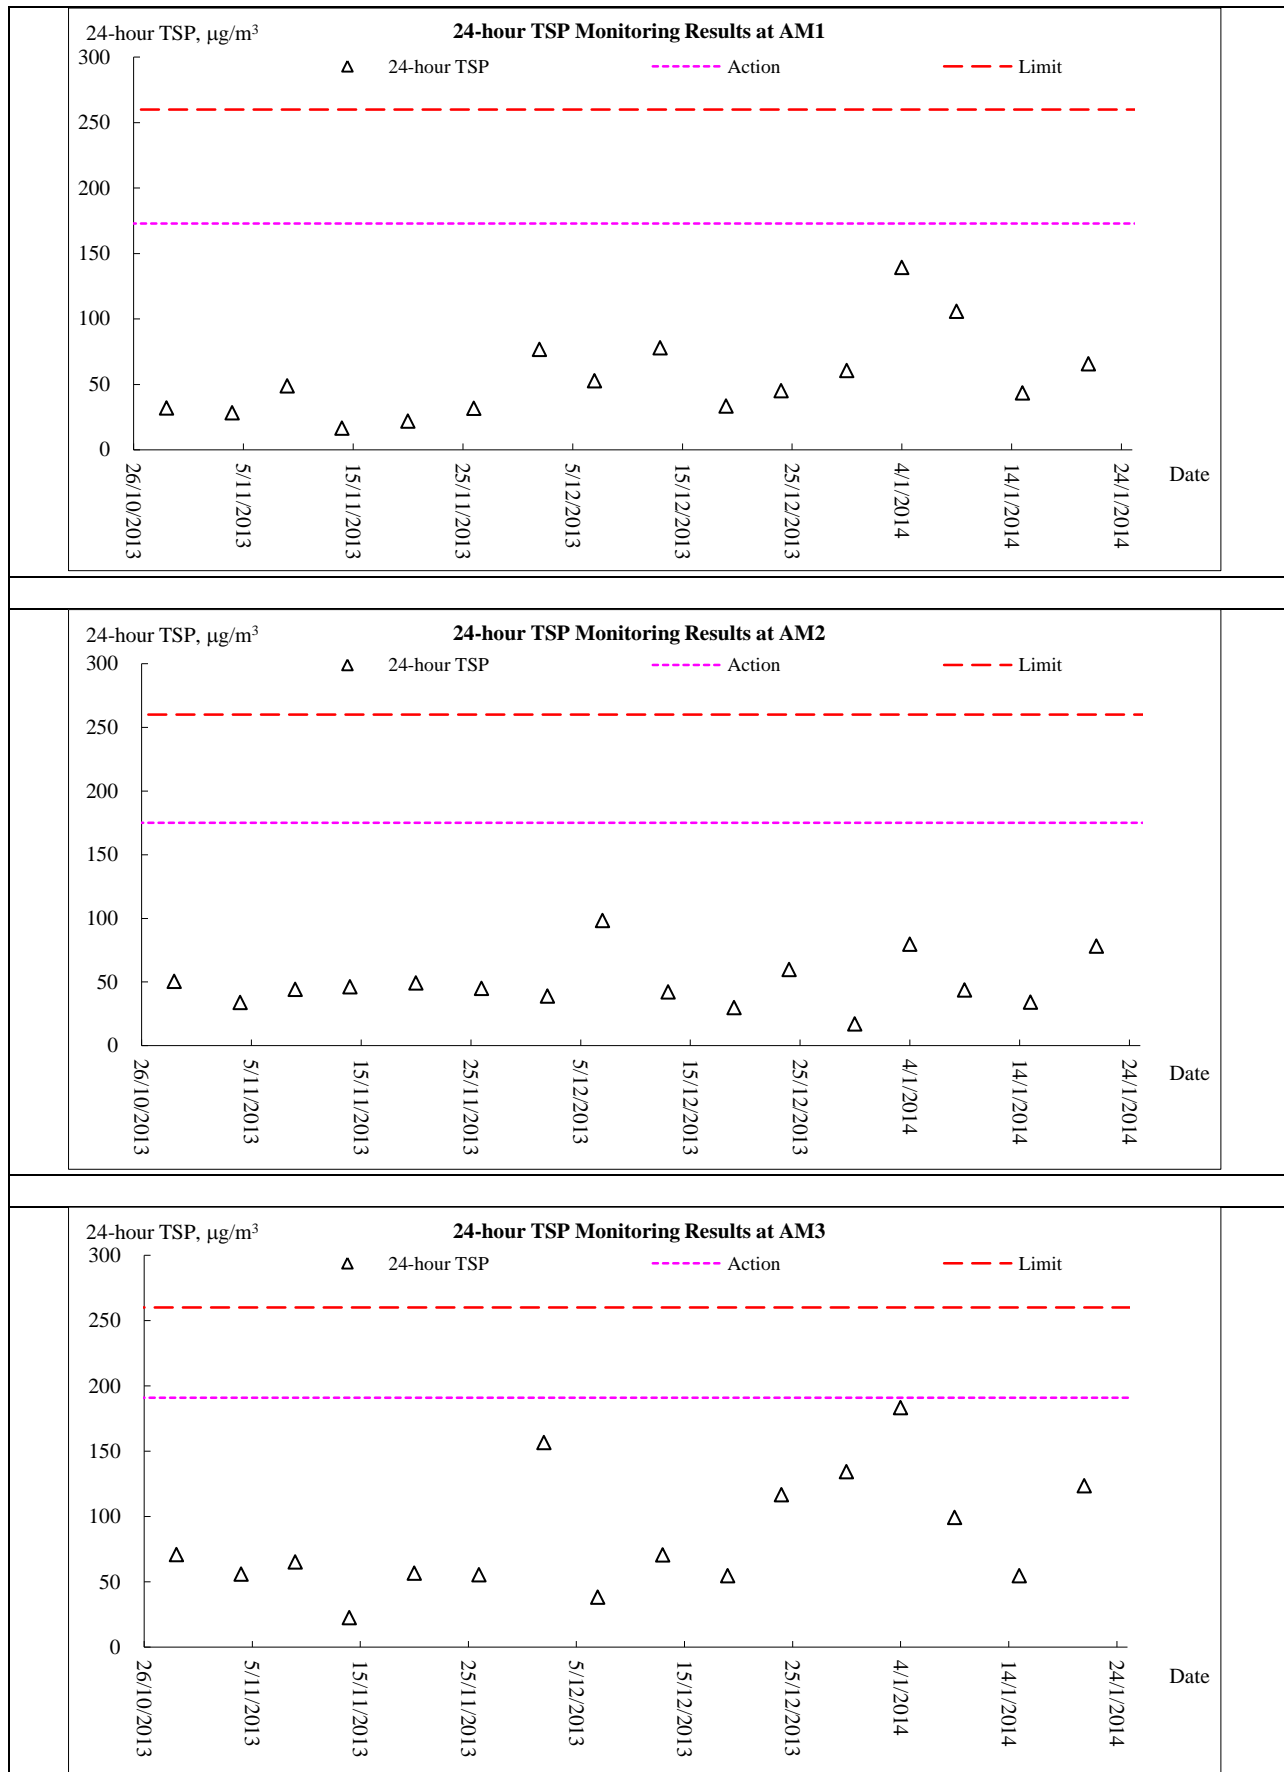 24-hour TSP, μg/m³ 24-hour TSP Monitoring Results at AM1
24-hour TSP Action Limit
300
250
200
150
100
50
0
26/10/2013 5/11/2013 15/11/2013 25/11/2013 5/12/2013 15/12/2013 25/12/2013 4/1/2014 14/1/2014 24/1/2014 Date
24-hour TSP, μg/m³ 24-hour TSP Monitoring Results at AM2
24-hour TSP Action Limit
300
250
200
150
100
50
0
26/10/2013 5/11/2013 15/11/2013 25/11/2013 5/12/2013 15/12/2013 25/12/2013 4/1/2014 14/1/2014 24/1/2014 Date
24-hour TSP, μg/m³ 24-hour TSP Monitoring Results at AM3
24-hour TSP Action Limit
300
250
200
150
100
50
0
26/10/2013 5/11/2013 15/11/2013 25/11/2013 5/12/2013 15/12/2013 25/12/2013 4/1/2014 14/1/2014 24/1/2014 Date